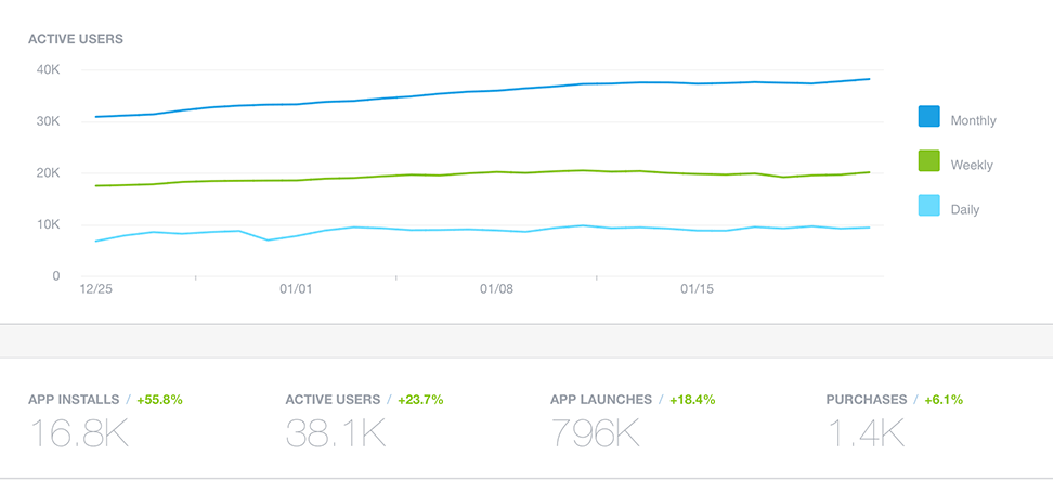 ACTIVE USERS
40K
30K
20K
10K
0
12/25 01/01 01/08 01/15
Monthly
Weekly
Daily
APP INSTALLS / +55.8%
16.8K
ACTIVE USERS / +23.7%
38.1K
APP LAUNCHES / +18.4%
796K
PURCHASES / +6.1%
1.4K